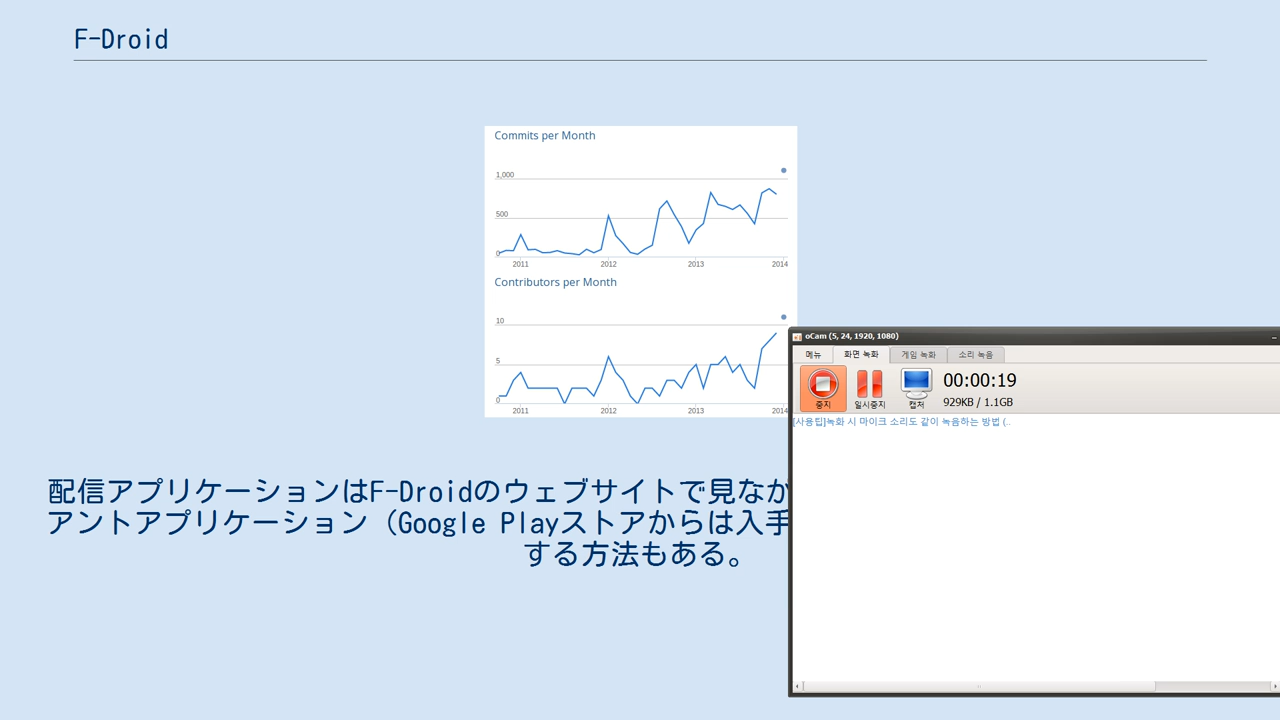 F-Droid
Commits per Month
1,000
500
0
2011 2012 2013 2014
Contributors per Month
10
5
0
2011 2012 2013 2014
oCam (5, 24, 1920, 1080)
메뉴 화면 녹화 게임 녹화 소리 녹음
중지 일시중지 캡처
00:00:19
929KB / 1.1GB
[사용팁]녹화 시 마이크 소리도 같이 녹음하는 방법 (..
配信アプリケーションはF-Droidのウェブサイトで見なか
アントアプリケーション（Google Playストアからは入手
する方法もある。